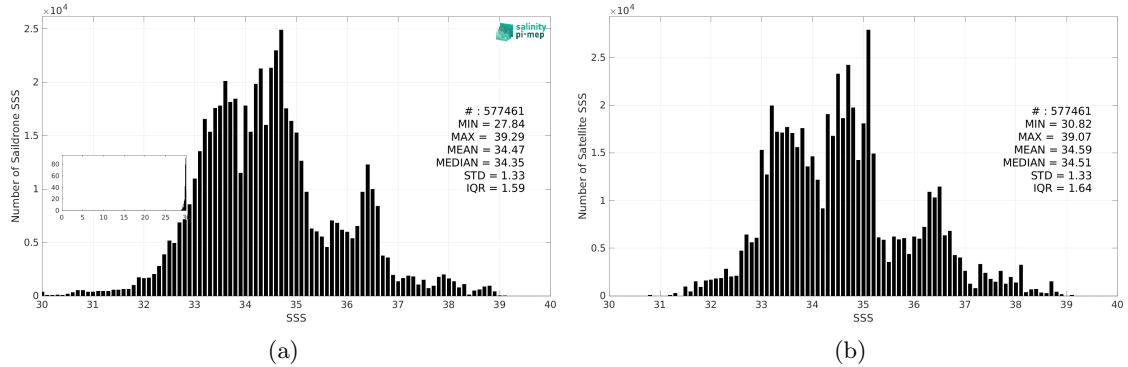 ×10⁴
2.5
2
1.5
1
0.5
0
Number of Saildrone SSS
salinity
pi-mep
# : 577461
MIN = 27.84
MAX = 39.29
MEAN = 34.47
MEDIAN = 34.35
STD = 1.33
IQR = 1.59
80
60
40
20
0
0 5 10 15 20 25 30
30 31 32 33 34 35 36 37 38 39 40
SSS
(a)
×10⁴
2.5
2
1.5
1
0.5
0
Number of Satellite SSS
# : 577461
MIN = 30.82
MAX = 39.07
MEAN = 34.59
MEDIAN = 34.51
STD = 1.33
IQR = 1.64
31 32 33 34 35 36 37 38 39 40
SSS
(b)